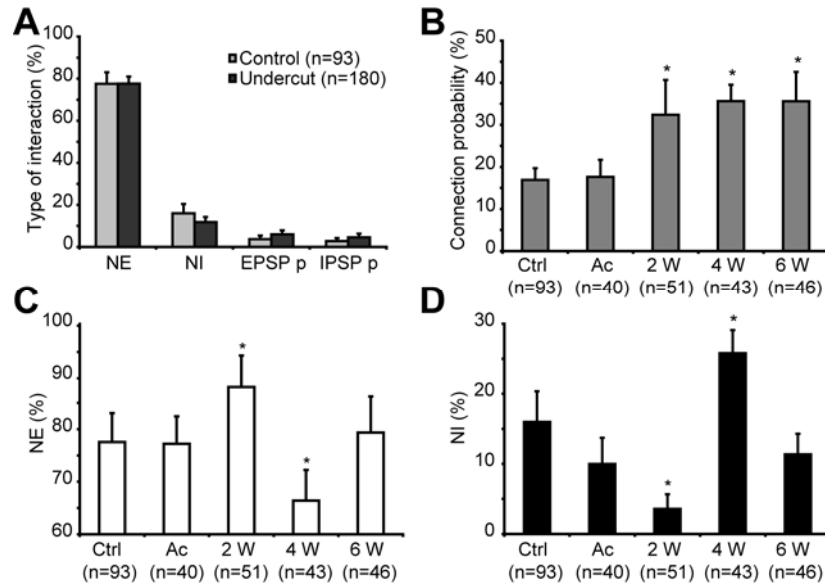 A
Type of interaction (%)
100
80
60
40
20
0
Control (n=93)
Undercut (n=180)
NE NI EPSP p IPSP p
B
Connection probability (%)
50
40
30
20
10
0
* * *
Ctrl Ac 2 W 4 W 6 W
(n=93) (n=40) (n=51) (n=43) (n=46)
C
NE (%)
100
90
80
70
60
*
*
Ctrl Ac 2 W 4 W 6 W
(n=93) (n=40) (n=51) (n=43) (n=46)
D
NI (%)
30
20
10
0
*
*
Ctrl Ac 2 W 4 W 6 W
(n=93) (n=40) (n=51) (n=43) (n=46)